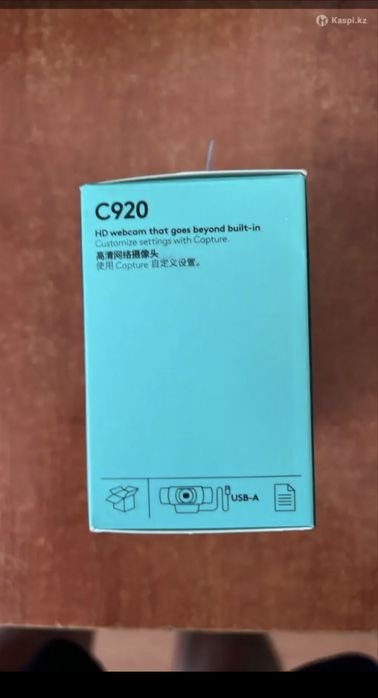 Kaspi.kz
C920
HD webcam that goes beyond built-in
Customize settings with Capture.
高清网络摄像头
使用 Capture 自定义设置。
USB-A